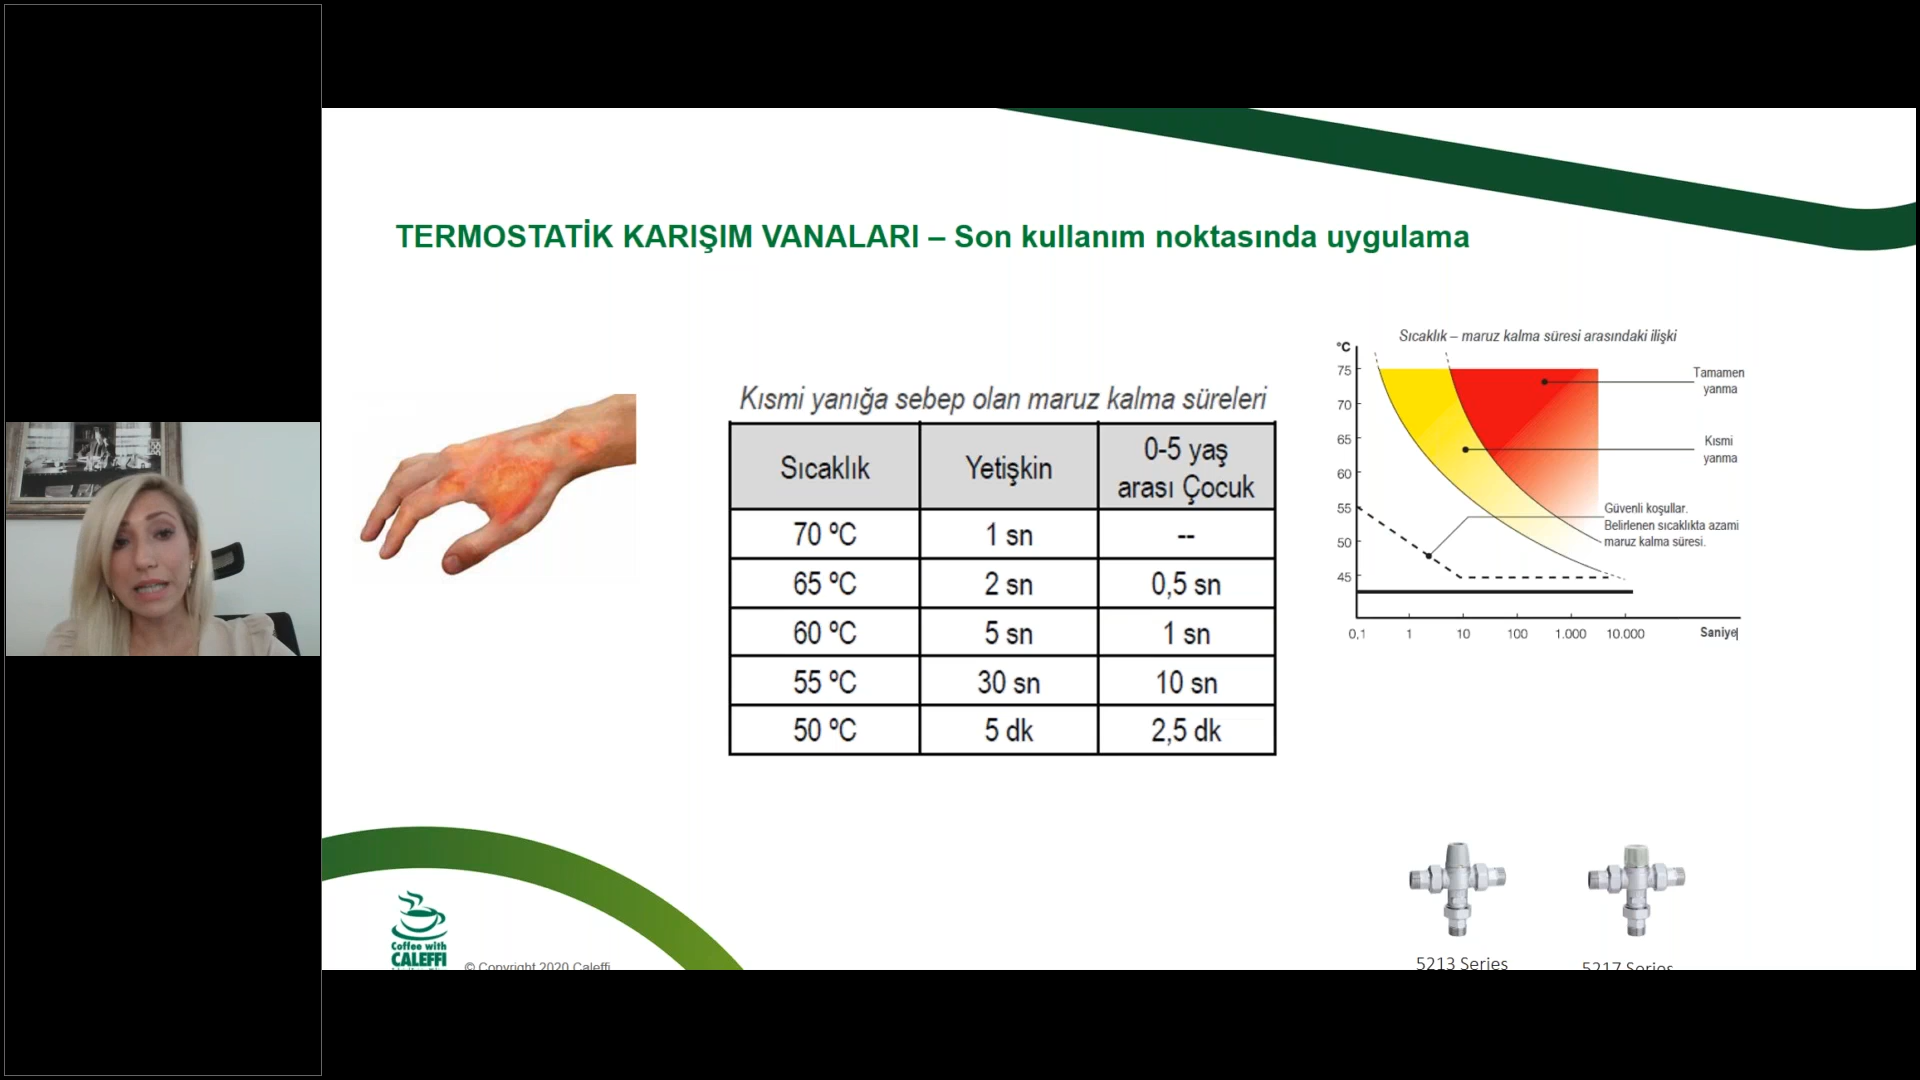 TERMOSTATİK KARIŞIM VANALARI – Son kullanım noktasında uygulama
Kısmi yanığa sebep olan maruz kalma süreleri
Sıcaklık Yetişkin 0-5 yaş arası Çocuk
70 ºC 1 sn --
65 ºC 2 sn 0,5 sn
60 ºC 5 sn 1 sn
55 ºC 30 sn 10 sn
50 ºC 5 dk 2,5 dk
Sıcaklık – maruz kalma süresi arasındaki ilişki
°C
75
70
65
60
55
50
45
0,1 1 10 100 1.000 10.000 Saniye
Tamamen
yanma
Kısmi
yanma
Güvenli koşullar.
Belirlenen sıcaklıkta azami
maruz kalma süresi.
5213 Series
5217 Series
Coffee with
CALEFFI
© Copyright 2020 Caleffi